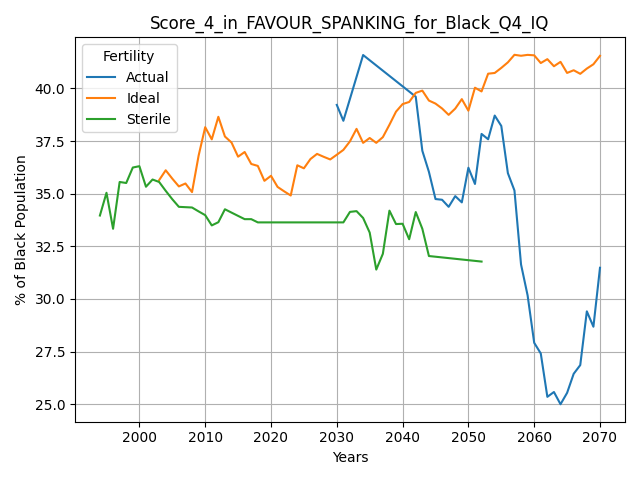 Score_4_in_FAVOUR_SPANKING_for_Black_Q4_IQ
Fertility
Actual
Ideal
Sterile
% of Black Population
40.0
37.5
35.0
32.5
30.0
27.5
25.0
2000 2010 2020 2030 2040 2050 2060 2070
Years